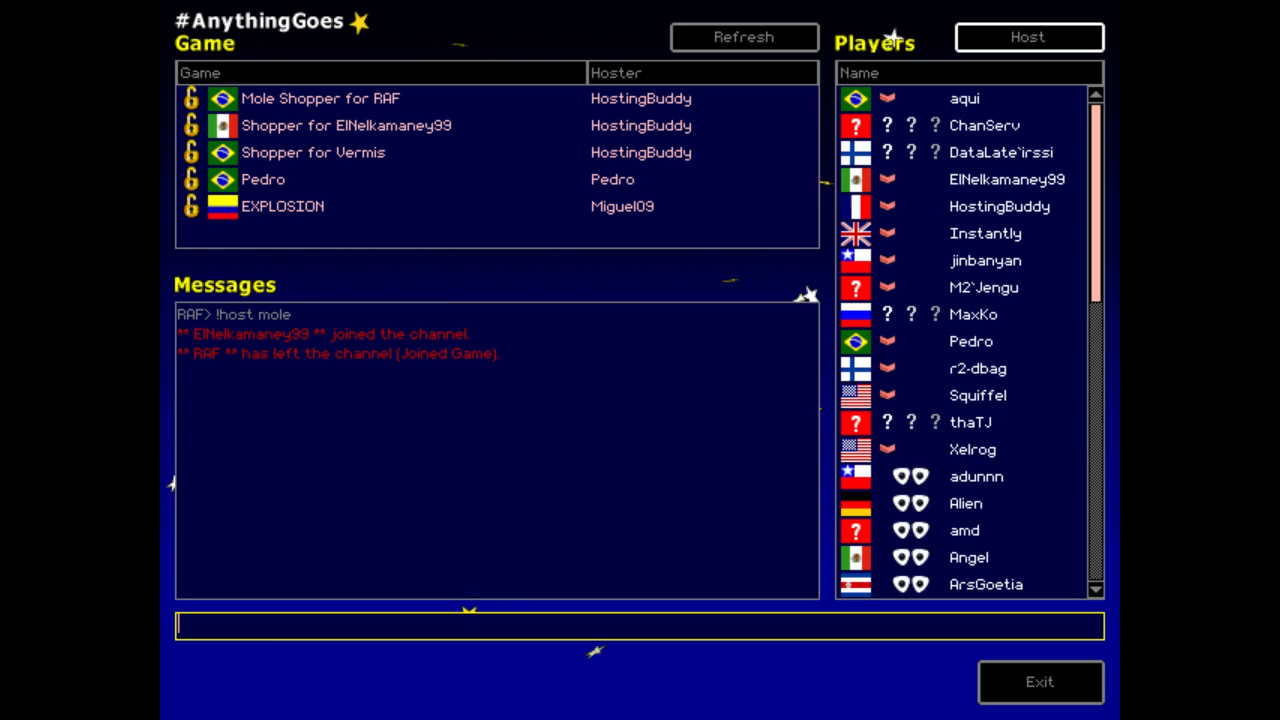 #AnythingGoes
Game
Refresh
Players
Host
Game Hoster
Mole Shopper for RAF HostingBuddy
Shopper for ElNelkamaney99 HostingBuddy
Shopper for Vermis HostingBuddy
Pedro Pedro
EXPLOSION Miguel09
Name
aqui
? ChanServ
? ? ?
DataLate`irssi
? ? ?
ElNelkamaney99
HostingBuddy
Instantly
jinbanyan
? M2`Jengu
MaxKo
? ? ?
Pedro
r2-dbag
Squiffel
? thaTJ
? ? ?
Xelrog
adunnn
Alien
? amd
Angel
ArsGoetia
Messages
RAF> !host mole
** ElNelkamaney99 ** joined the channel.
** RAF ** has left the channel (Joined Game).
Exit